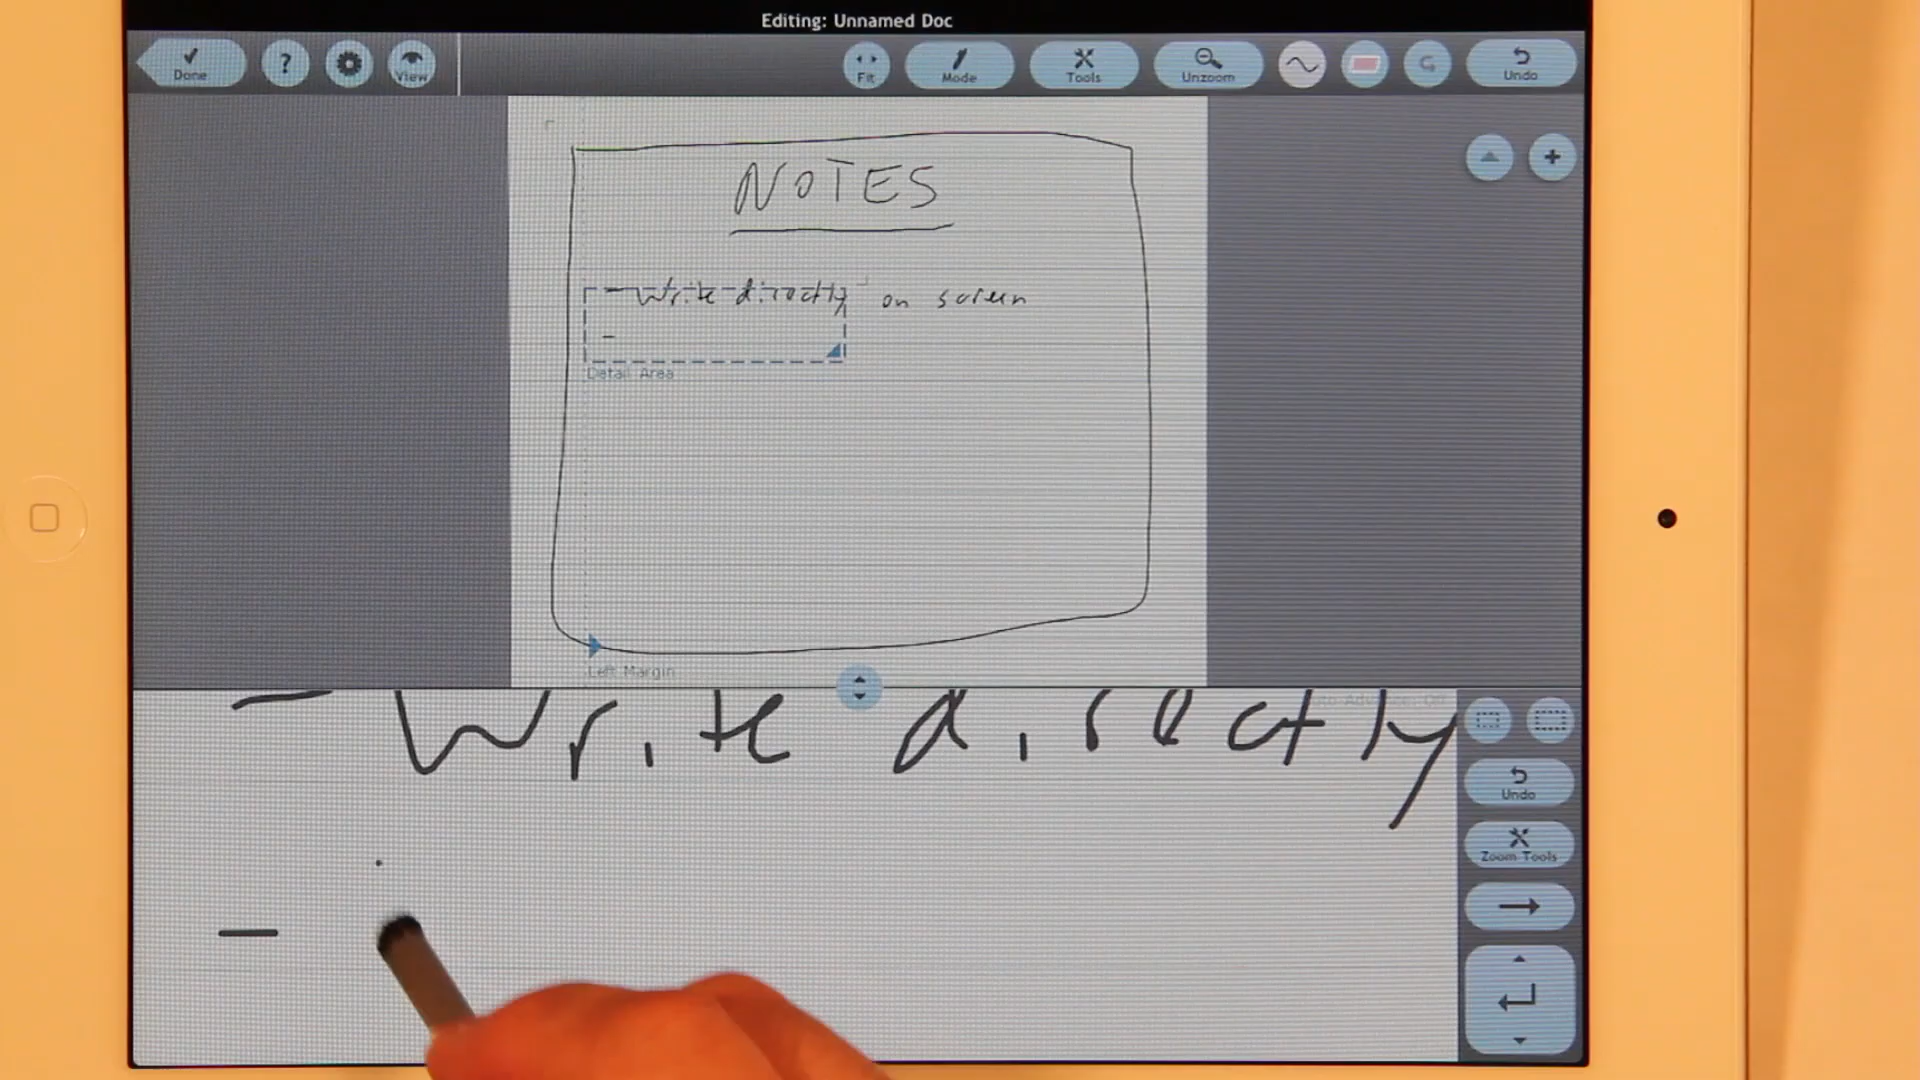 Editing: Unnamed Doc
Done
?
View
Fit
Mode
Tools
Unzoom
Undo
NOTES
- Write directly on screen
-
Detail Area
Left Margin
- Write directly
-
Undo
Zoom Tools